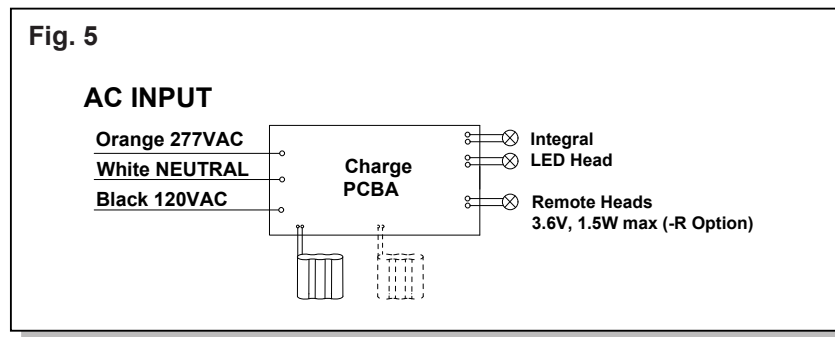 Fig. 5
AC INPUT
Orange 277VAC
White NEUTRAL
Black 120VAC
Charge
PCBA
Integral
LED Head
Remote Heads
3.6V, 1.5W max (-R Option)